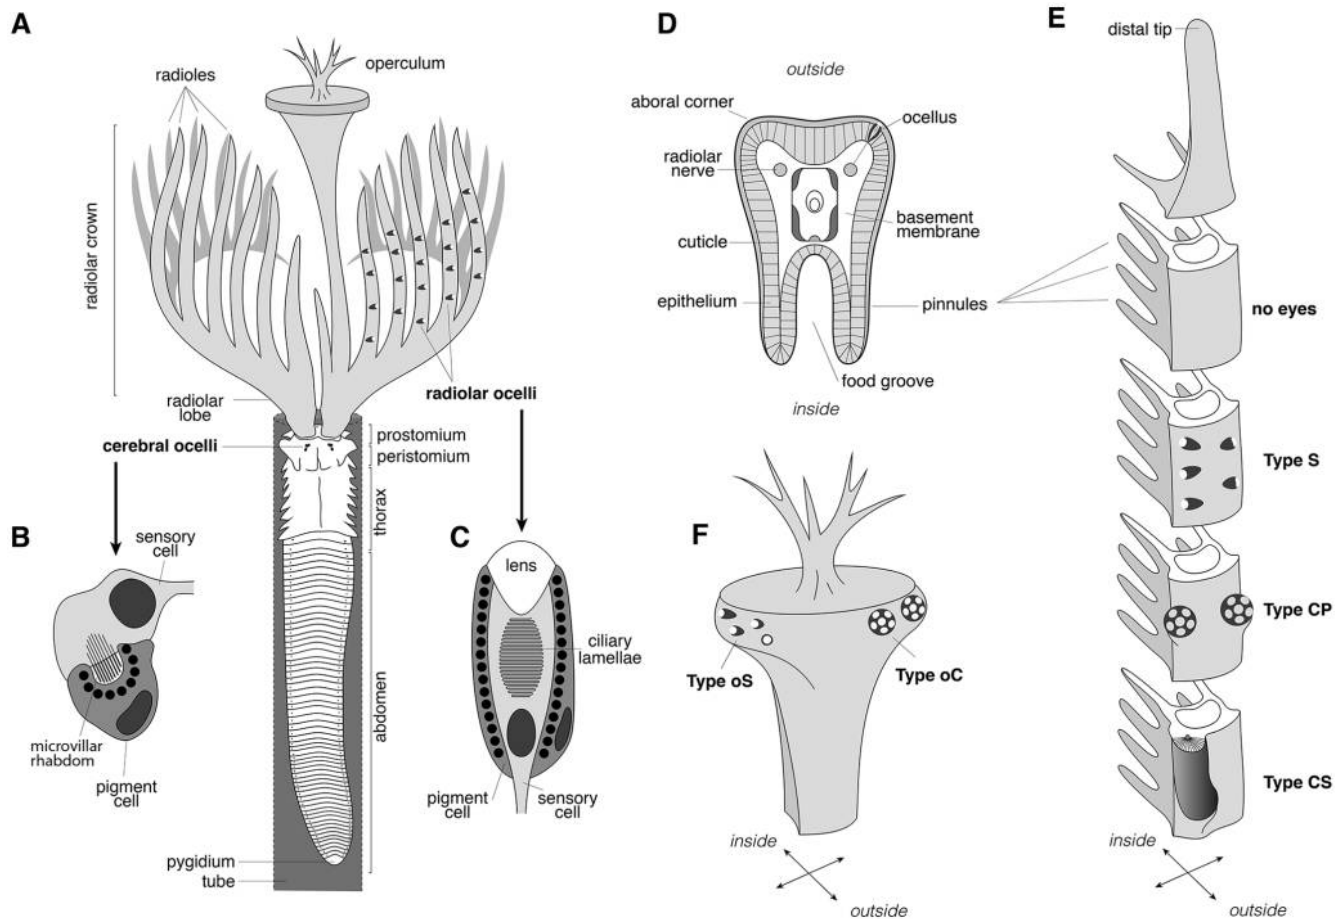 A
radioles
operculum
radiolar crown
radiolar
lobe
radiolar ocelli
cerebral ocelli
prostomium
peristomium
thorax
abdomen
pygidium
tube
B
sensory
cell
microvillar
rhabdom
pigment
cell
C
lens
ciliary
lamellae
pigment
cell
sensory
cell
D
outside
aboral corner
ocellus
radiolar
nerve
basement
membrane
cuticle
epithelium
pinnules
food groove
inside
E
distal tip
no eyes
Type S
Type CP
Type CS
inside
outside
F
Type oS
Type oC
inside
outside